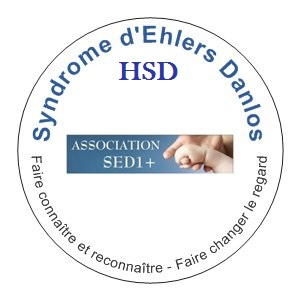 Syndrome d'Ehlers Danlos
HSD
ASSOCIATION
SED1+
Faire connaître et reconnaître - Faire changer le regard